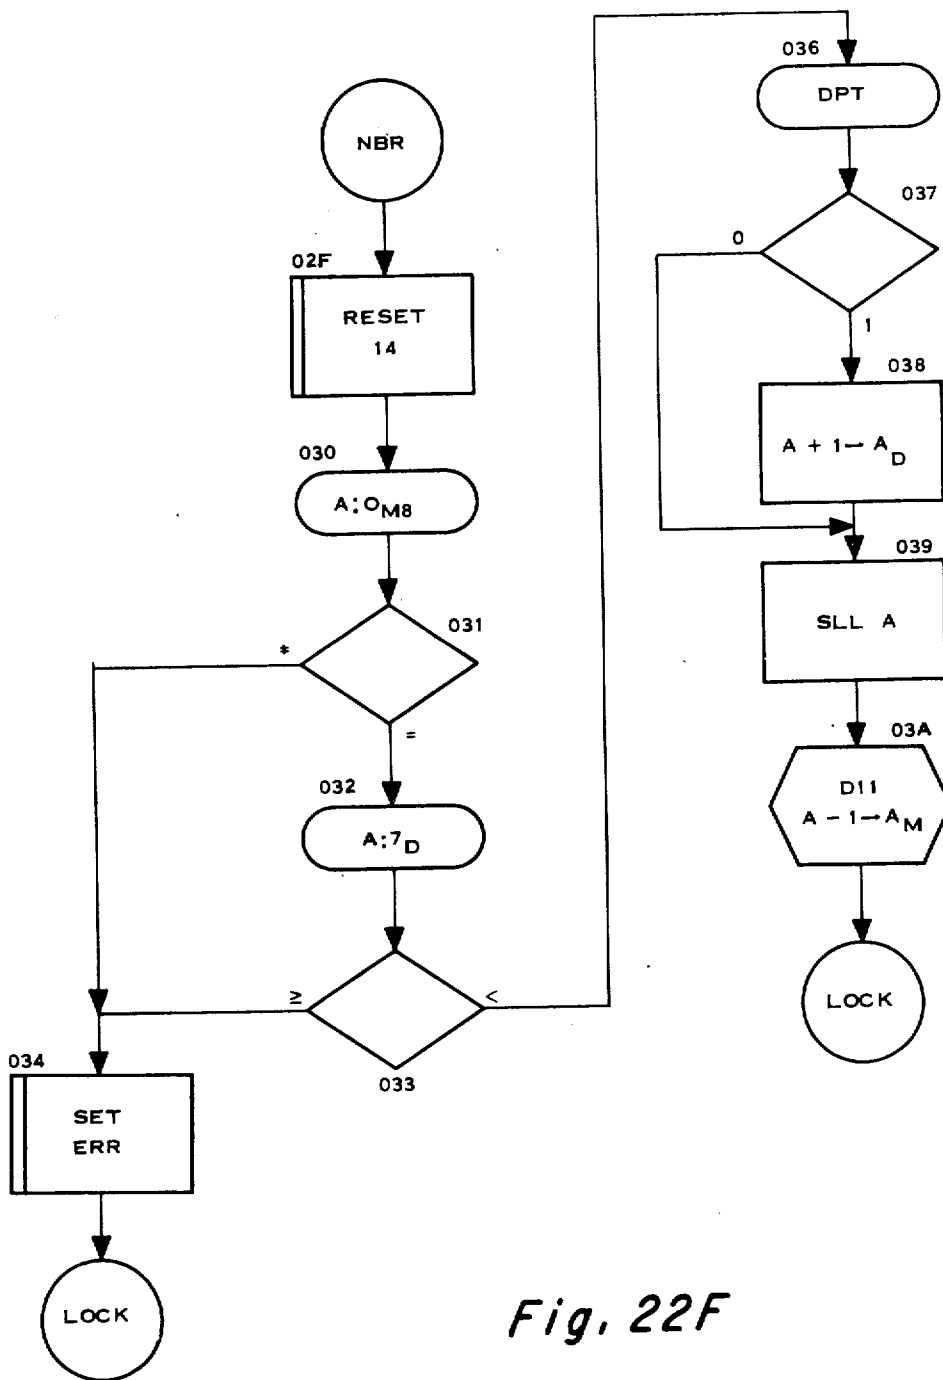 NBR
02F
RESET
14
030
A:0M8
031
*
=
032
A:7D
≥
<
033
034
SET
ERR
LOCK
036
DPT
037
0
1
038
A + 1→ AD
039
SLL A
03A
D11
A - 1→AM
LOCK
Fig. 22F